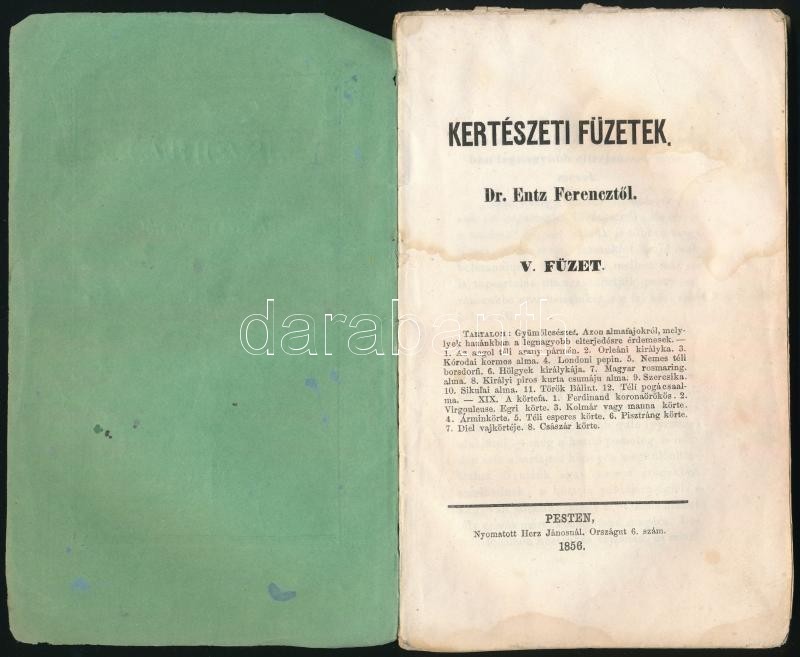 KERTÉSZETI FÜZETEK.
Dr. Entz Ferencztől.
V. FÜZET.
TARTALOM: Gyümölcsészet. Azon almafajokról, mely-
lyek hazánkban a legnagyobb elterjedésre érdemesek. —
1. Az angol téli arany pármén. 2. Orleáni királyka. 3.
Kóródai kormos alma. 4. Londoni pepin. 5. Nemes téli
borsdorfi. 6. Hölgyek királykája. 7. Magyar rosmaring.
alma. 8. Királyi piros kurta csumáju alma. 9. Szercsika.
10. Sikulai alma. 11. Török Bálint. 12. Téli pogácsaal-
ma. — XIX. A körtefa. 1. Ferdinand koronaörökös. 2.
Virgouleuse. Egri körte. 3. Kolmár vagy manna körte.
4. Árminkörte. 5. Téli esperes körte. 6. Pisztráng körte.
7. Diel vajkörtéje. 8. Császár körte.
PESTEN,
Nyomatott Herz Jánosnál, Országut 6. szám.
1856.
darabanth